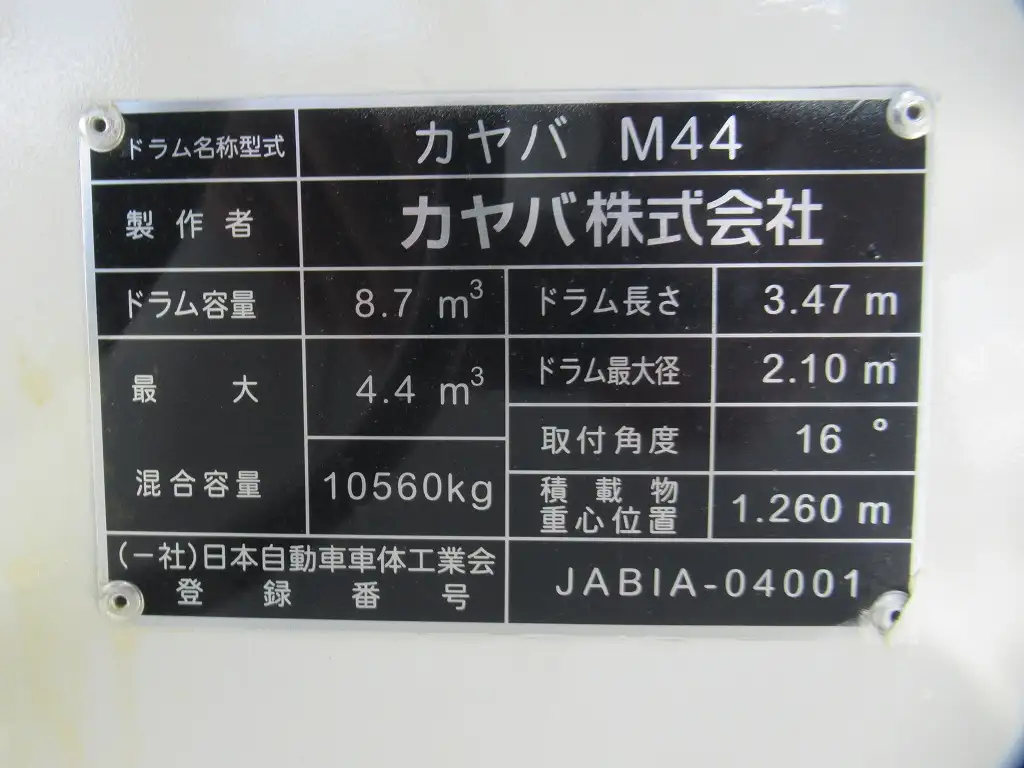 ドラム名称型式 カヤバ M44
製作者 カヤバ株式会社
ドラム容量 8.7 m³ ドラム長さ 3.47 m
最大混合容量 4.4 m³ ドラム最大径 2.10 m
取付角度 16 °
10560kg 積載物重心位置 1.260 m
(一社)日本自動車車体工業会
登録番号 JABIA-04001